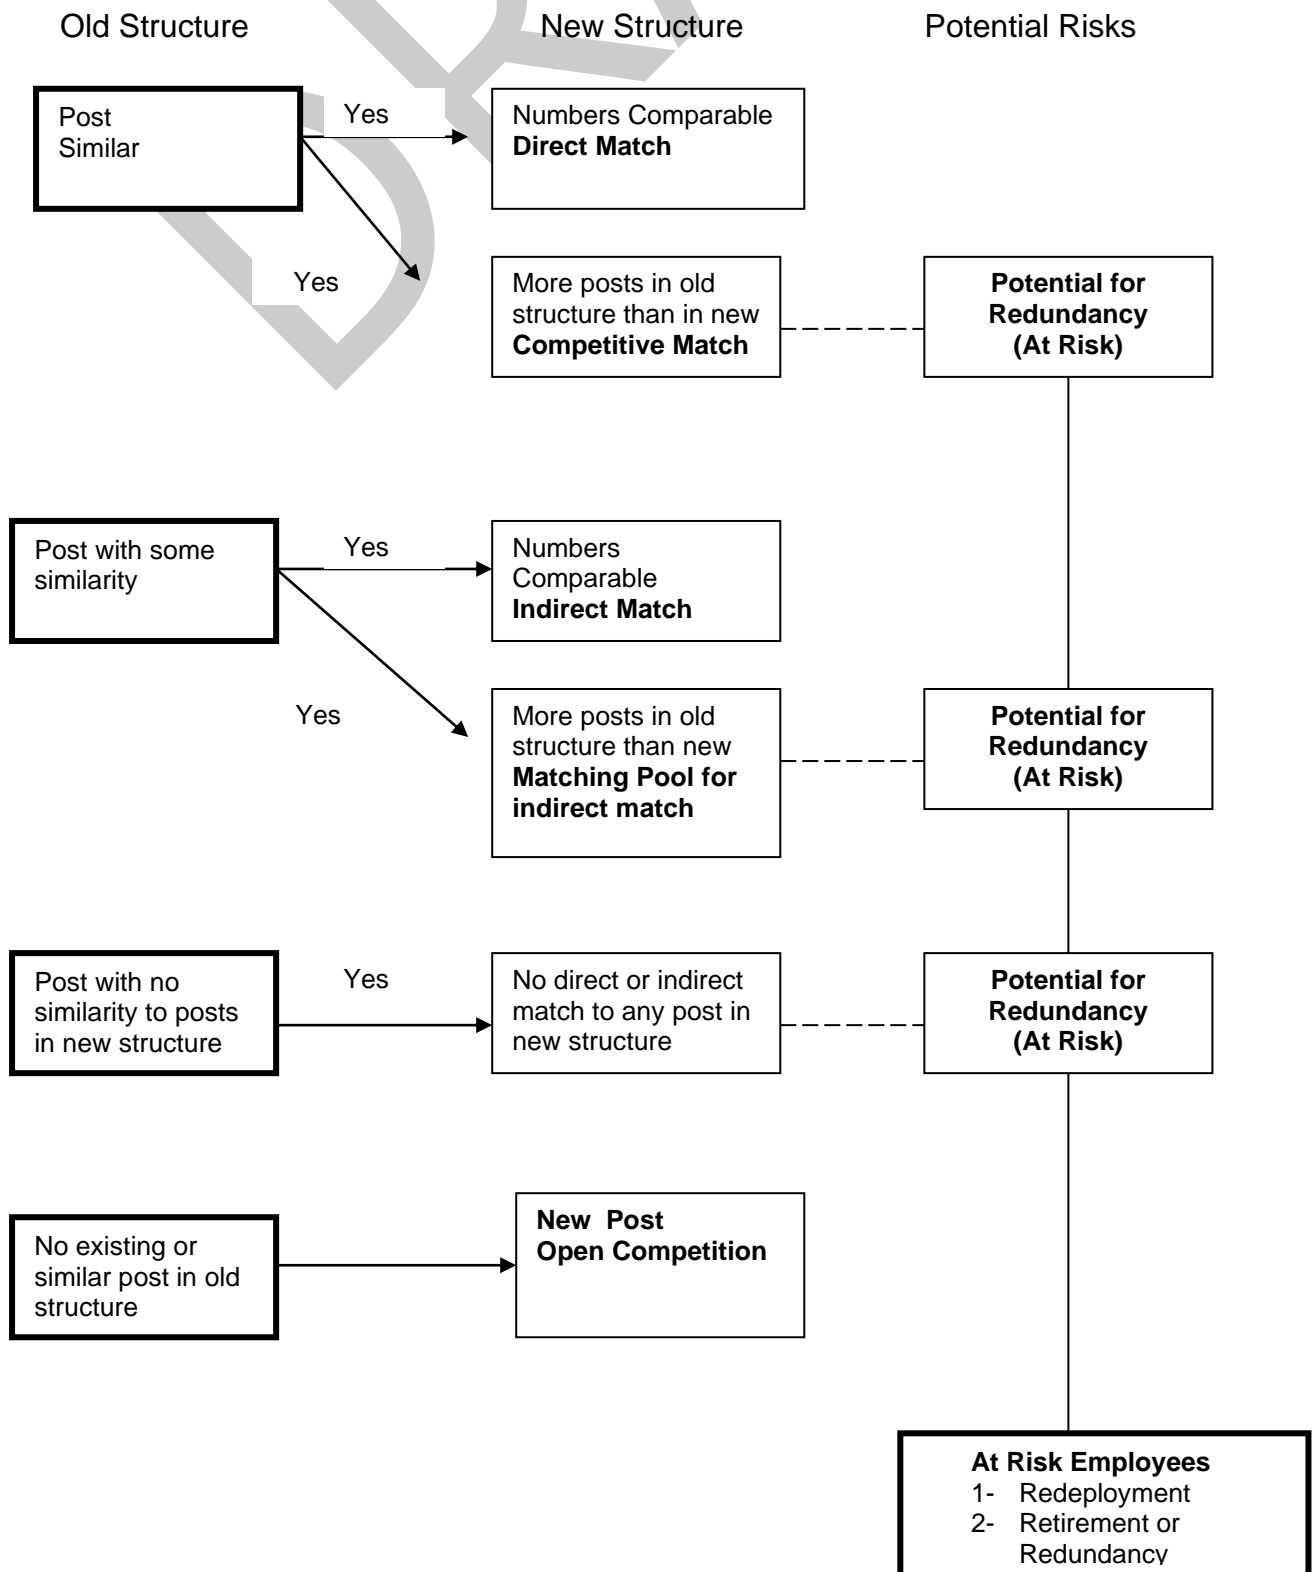 Old Structure
New Structure
Potential Risks
Post
Similar
Yes
Numbers Comparable
Direct Match
Yes
More posts in old
structure than in new
Competitive Match
Potential for
Redundancy
(At Risk)
Post with some
similarity
Yes
Numbers
Comparable
Indirect Match
Yes
More posts in old
structure than new
Matching Pool for
indirect match
Potential for
Redundancy
(At Risk)
Post with no
similarity to posts
in new structure
Yes
No direct or indirect
match to any post in
new structure
Potential for
Redundancy
(At Risk)
No existing or
similar post in old
structure
New  Post
Open Competition
At Risk Employees
1- Redeployment
2- Retirement or
Redundancy